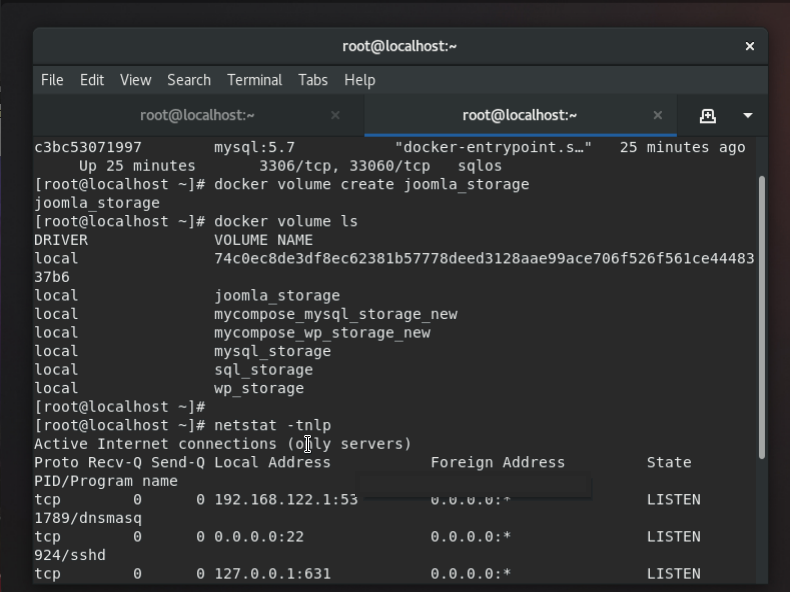 root@localhost:~
File Edit View Search Terminal Tabs Help
root@localhost:~ root@localhost:~
c3bc53071997 mysql:5.7 "docker-entrypoint.s…" 25 minutes ago
Up 25 minutes 3306/tcp, 33060/tcp sqlos
[root@localhost ~]# docker volume create joomla_storage
joomla_storage
[root@localhost ~]# docker volume ls
DRIVER VOLUME NAME
local 74c0ec8de3df8ec62381b57778deed3128aae99ace706f526f561ce44483
37b6
local joomla_storage
local mycompose_mysql_storage_new
local mycompose_wp_storage_new
local mysql_storage
local sql_storage
local wp_storage
[root@localhost ~]#
[root@localhost ~]# netstat -tnlp
Active Internet connections (only servers)
Proto Recv-Q Send-Q Local Address Foreign Address State
PID/Program name
tcp 0 0 192.168.122.1:53 0.0.0.0:* LISTEN
1789/dnsmasq
tcp 0 0 0.0.0.0:22 0.0.0.0:* LISTEN
924/sshd
tcp 0 0 127.0.0.1:631 0.0.0.0:* LISTEN